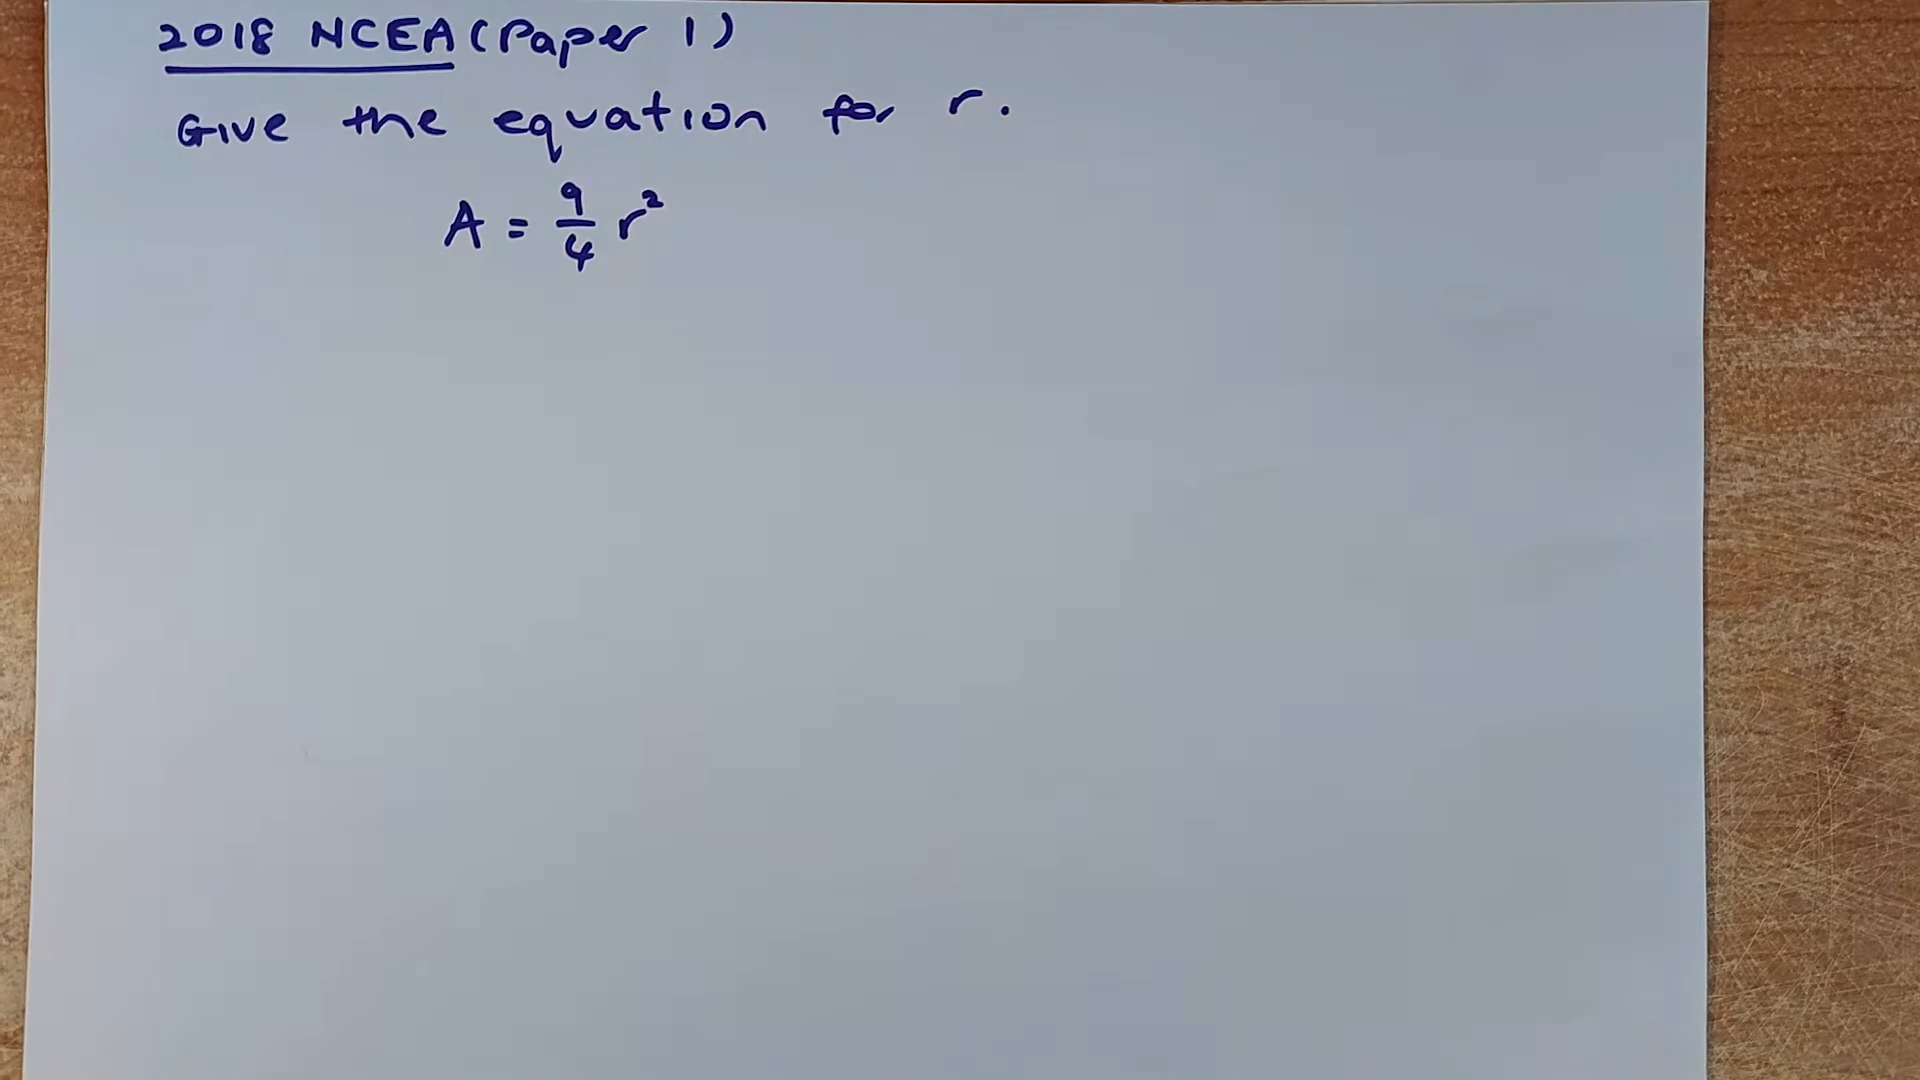 2018 NCEA (Paper 1)
Give the equation for r.
A = 9/4 r²